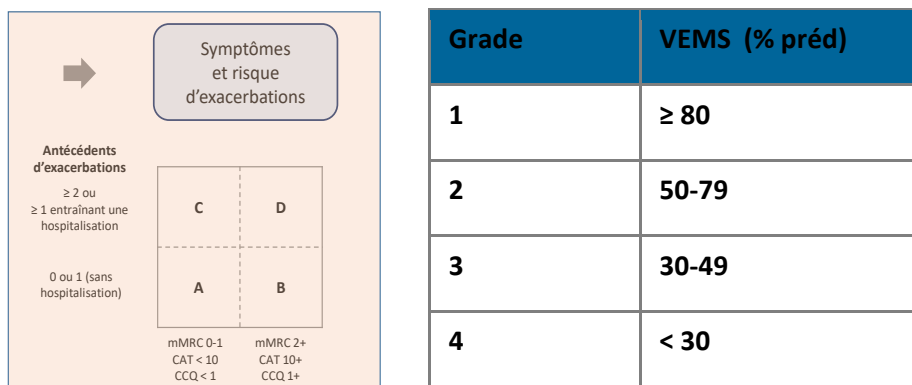 Symptômes
et risque
d'exacerbations
Antécédents
d'exacerbations
≥ 2 ou
≥ 1 entraînant une
hospitalisation
C D
0 ou 1 (sans
hospitalisation)
A B
mMRC 0-1 mMRC 2+
CAT < 10 CAT 10+
CCQ < 1 CCQ 1+
Grade VEMS (% préd)
1 ≥ 80
2 50-79
3 30-49
4 < 30